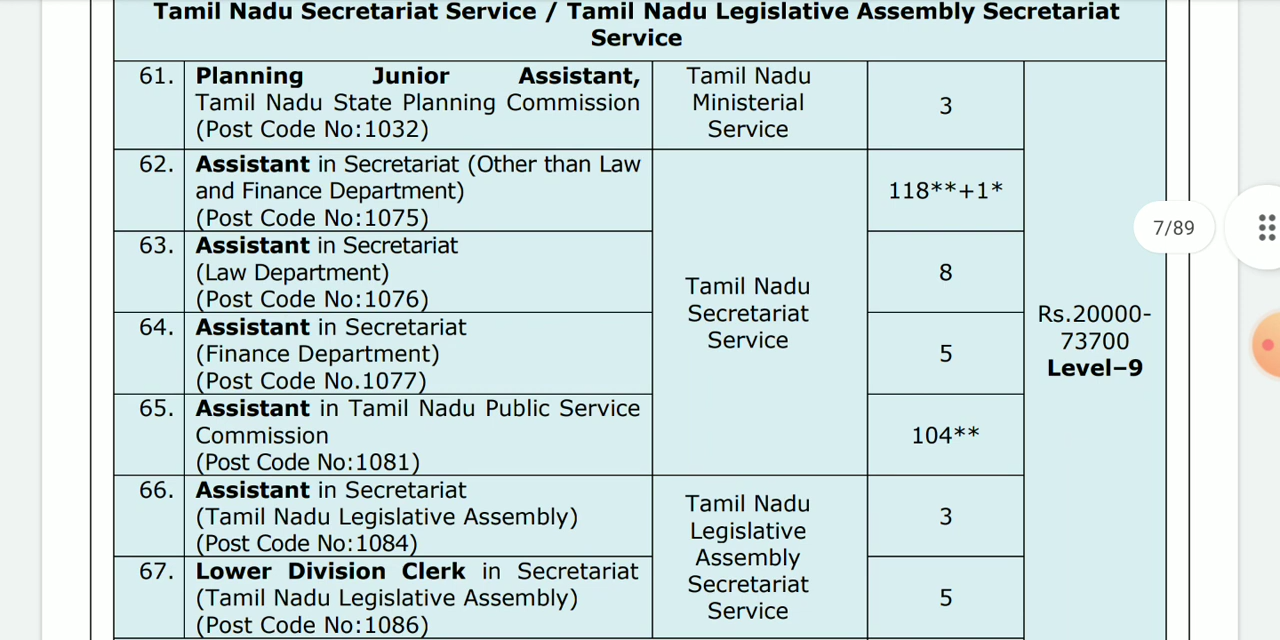 Tamil Nadu Secretariat Service / Tamil Nadu Legislative Assembly Secretariat
Service
61.
Planning Junior Assistant,
Tamil Nadu State Planning Commission
(Post Code No:1032)
Tamil Nadu
Ministerial
Service
3
62.
Assistant in Secretariat (Other than Law
and Finance Department)
(Post Code No:1075)
118**+1*
63.
Assistant in Secretariat
(Law Department)
(Post Code No:1076)
8
64.
Assistant in Secretariat
(Finance Department)
(Post Code No.1077)
5
65.
Assistant in Tamil Nadu Public Service
Commission
(Post Code No:1081)
104**
Tamil Nadu
Secretariat
Service
66.
Assistant in Secretariat
(Tamil Nadu Legislative Assembly)
(Post Code No:1084)
3
67.
Lower Division Clerk in Secretariat
(Tamil Nadu Legislative Assembly)
(Post Code No:1086)
5
Tamil Nadu
Legislative
Assembly
Secretariat
Service
Rs.20000-
73700
Level–9
7/89